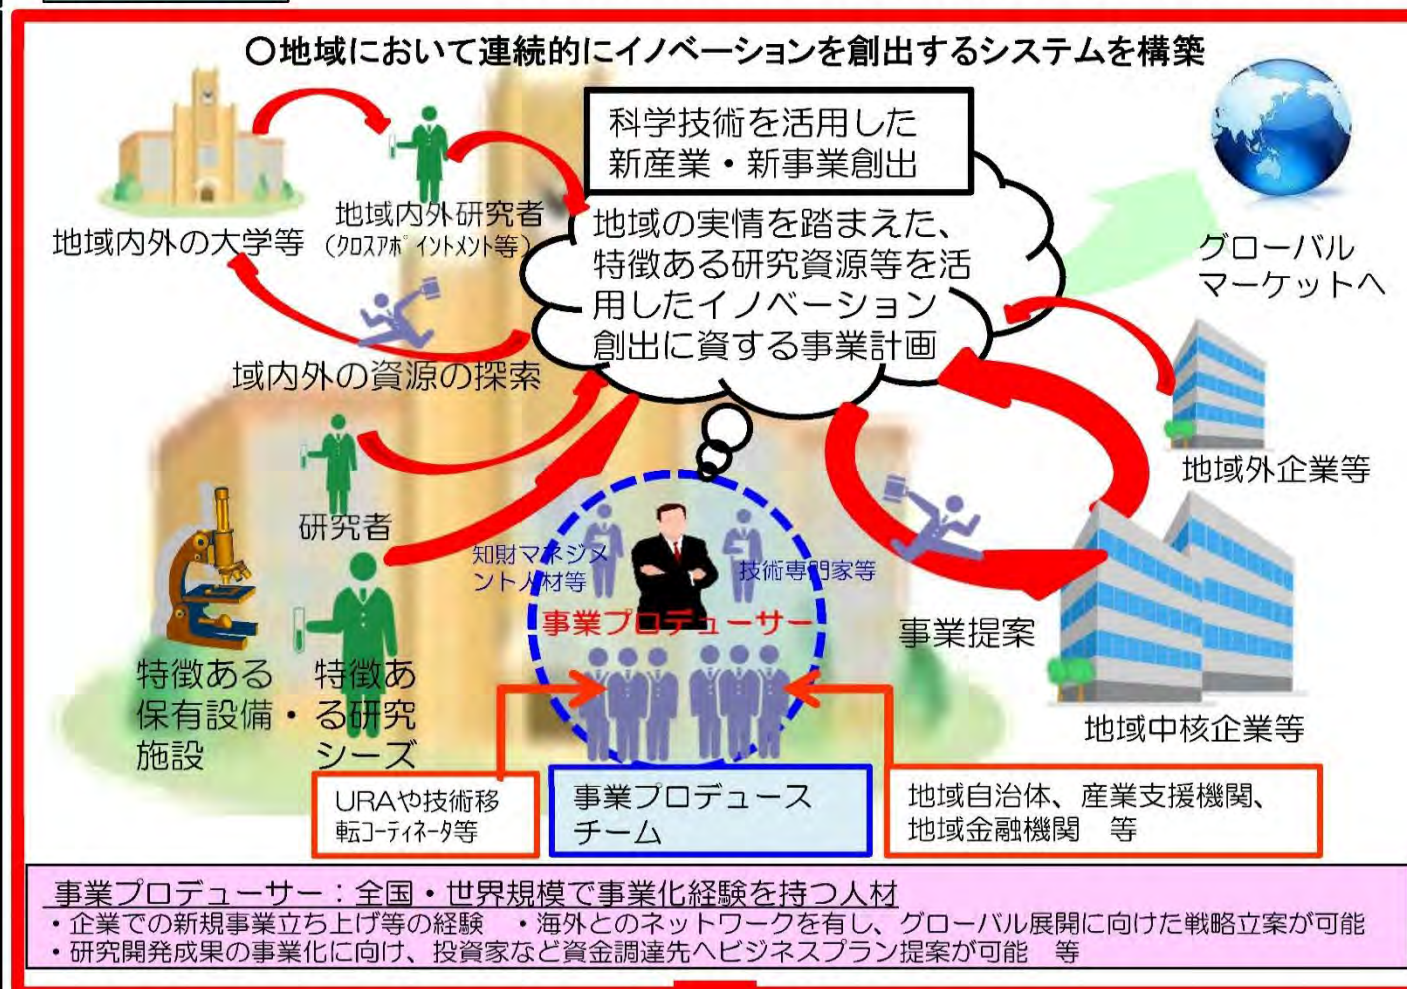 〇地域において連続的にイノベーションを創出するシステムを構築
科学技術を活用した
新産業・新事業創出
地域の実情を踏まえた、
特徴ある研究資源等を活
用したイノベーション
創出に資する事業計画
地域内外の大学等
地域内外研究者
(クロスアポイントメント等)
グローバル
マーケットへ
域内外の資源の探索
地域外企業等
研究者
知財マネジメ
ント人材等
技術専門家等
事業プロデューサー
事業提案
特徴ある
保有設備・
施設
特徴あ
る研究
シーズ
地域中核企業等
URAや技術移
転コーディネータ等
事業プロデュース
チーム
地域自治体、産業支援機関、
地域金融機関 等
事業プロデューサー：全国・世界規模で事業化経験を持つ人材
・企業での新規事業立ち上げ等の経験 ・海外とのネットワークを有し、グローバル展開に向けた戦略立案が可能
・研究開発成果の事業化に向け、投資家など資金調達先へビジネスプラン提案が可能 等